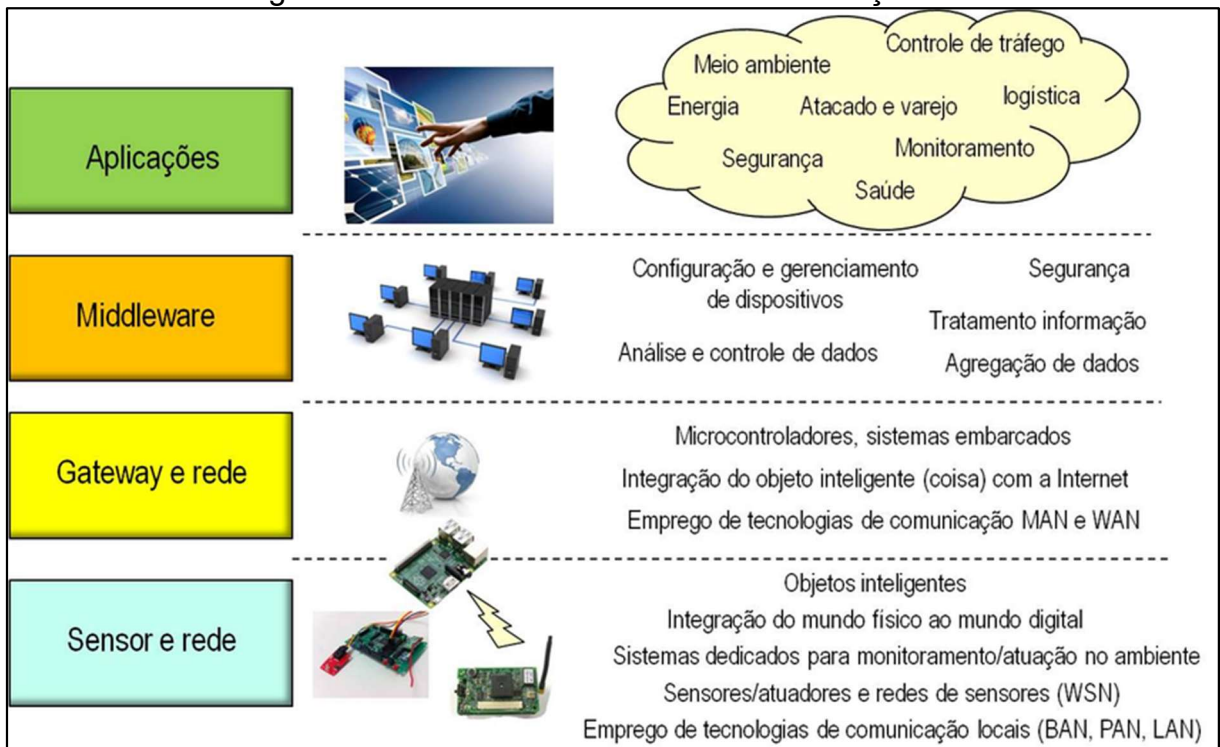 Aplicações
Controle de tráfego
Meio ambiente
logística
Energia
Atacado e varejo
Monitoramento
Segurança
Saúde
Middleware
Configuração e gerenciamento
de dispositivos
Segurança
Tratamento informação
Análise e controle de dados
Agregação de dados
Gateway e rede
Microcontroladores, sistemas embarcados
Integração do objeto inteligente (coisa) com a Internet
Emprego de tecnologias de comunicação MAN e WAN
Sensor e rede
Objetos inteligentes
Integração do mundo físico ao mundo digital
Sistemas dedicados para monitoramento/atuação no ambiente
Sensores/atuadores e redes de sensores (WSN)
Emprego de tecnologias de comunicação locais (BAN, PAN, LAN)